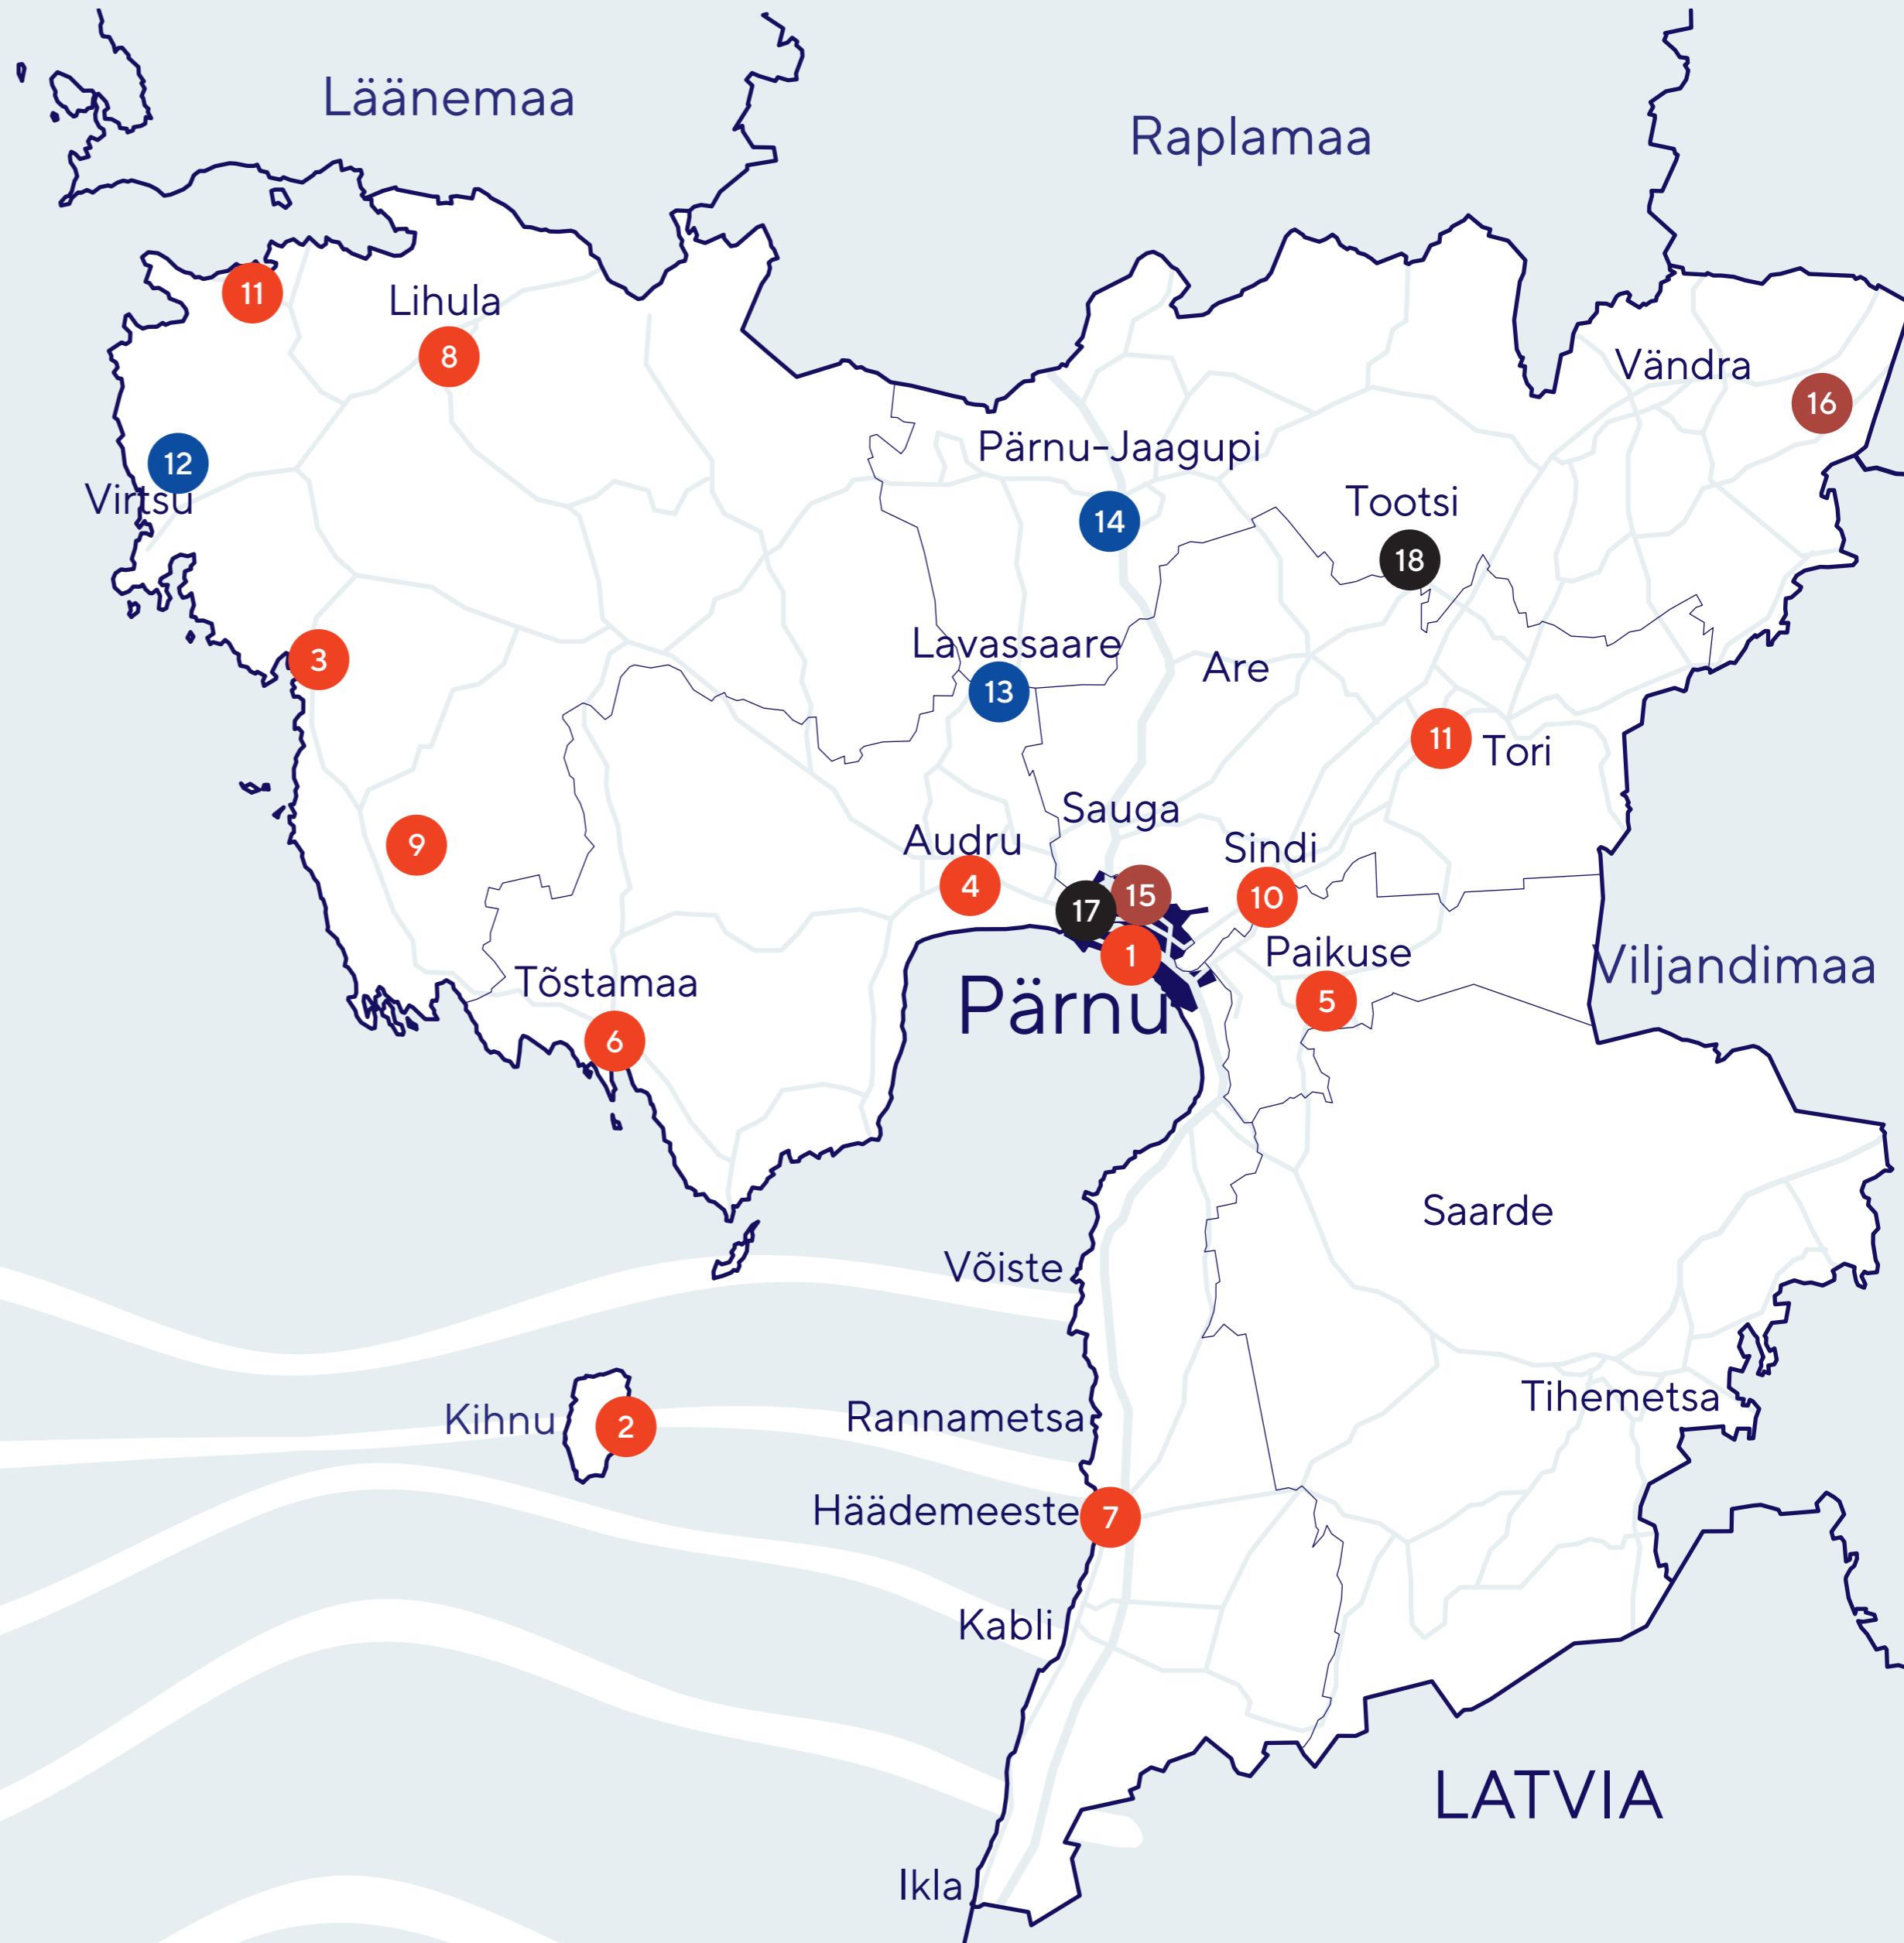 Läänemaa
Raplamaa
11
Lihula
8
Vändra
16
Pärnu-Jaagupi
12
Virtsu
14
Tootsi
18
Lavassaare
3
13
Are
11
Tori
Sauga
Audru
Sindi
9
4
17
15
10
1
Paikuse
Viljandimaa
Tõstamaa
Pärnu
5
6
Saarde
Võiste
Tihemetsa
Kihnu
2
Rannametsa
Häädemeeste
7
Kabli
LATVIA
Ikla